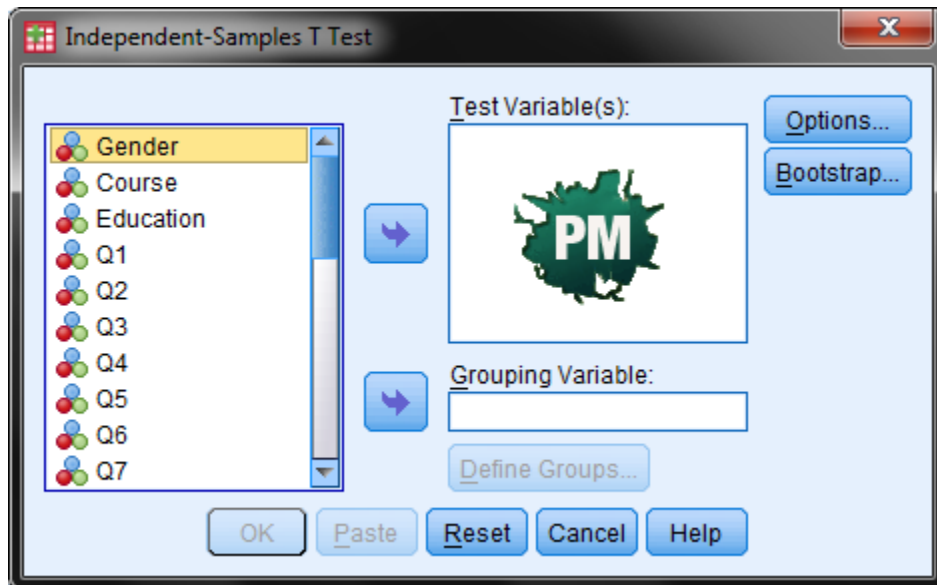 Independent-Samples T Test
Gender
Course
Education
Q1
Q2
Q3
Q4
Q5
Q6
Q7
Test Variable(s):
PM
Grouping Variable:
Define Groups...
Options...
Bootstrap...
OK
Paste
Reset
Cancel
Help